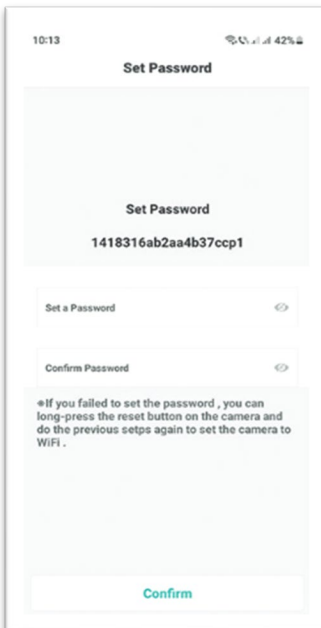 10:13
42%
Set Password
Set Password
1418316ab2aa4b37ccp1
Set a Password
Confirm Password
*If you failed to set the password , you can
long-press the reset button on the camera and
do the previous setps again to set the camera to
WiFi .
Confirm